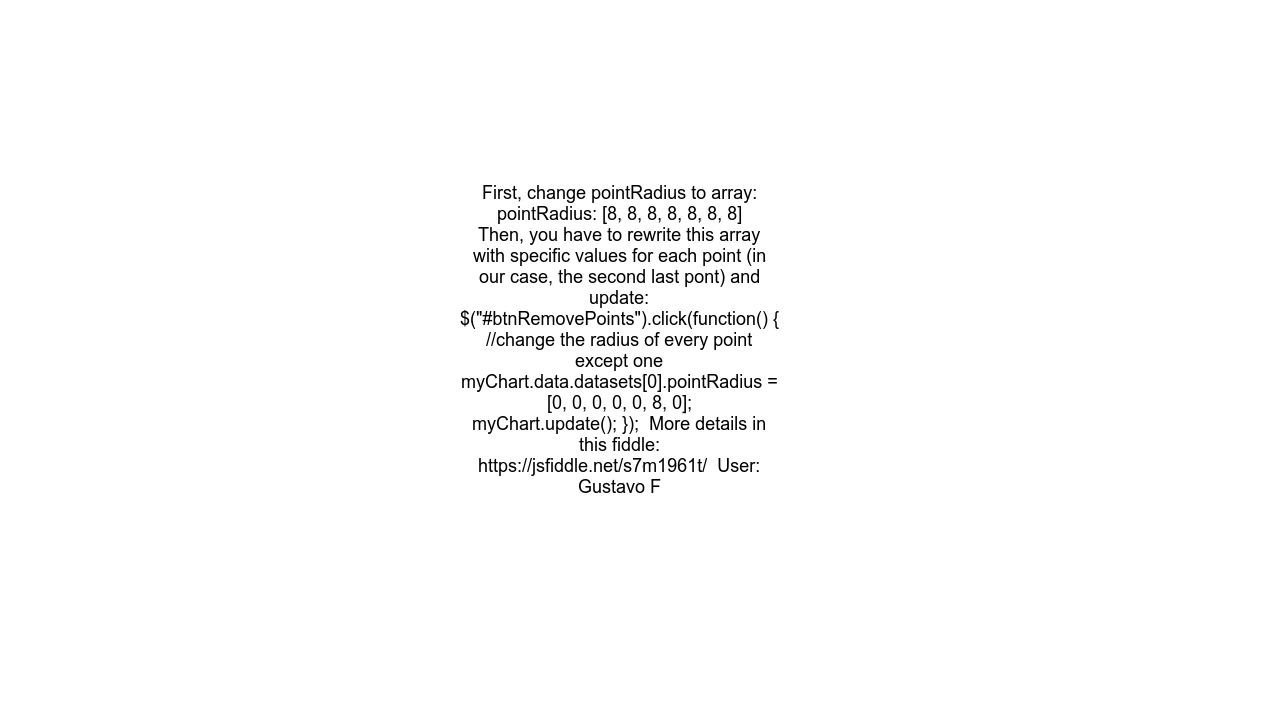 First, change pointRadius to array:
pointRadius: [8, 8, 8, 8, 8, 8, 8]
Then, you have to rewrite this array
with specific values for each point (in
our case, the second last pont) and
update:
$("#btnRemovePoints").click(function() {
//change the radius of every point
except one
myChart.data.datasets[0].pointRadius =
[0, 0, 0, 0, 0, 8, 0];
myChart.update(); });  More details in
this fiddle:
https://jsfiddle.net/s7m1961t/  User:
Gustavo F